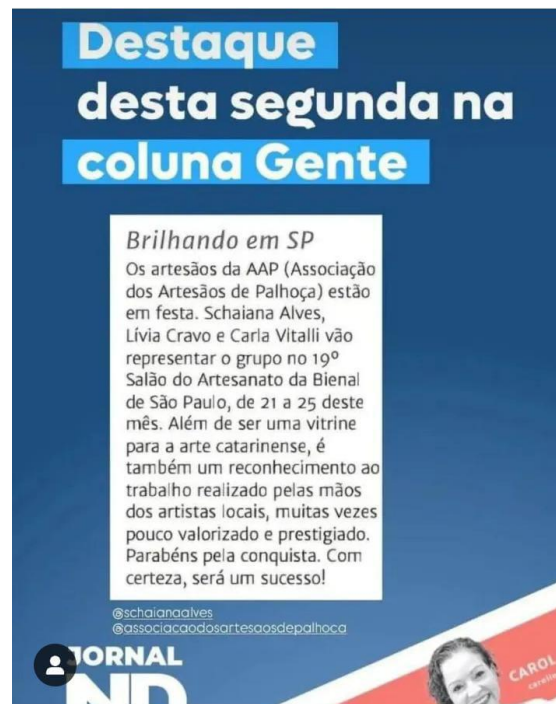 Destaque
desta segunda na
coluna Gente
Brilhando em SP
Os artesãos da AAP (Associação
dos Artesãos de Palhoça) estão
em festa. Schaiana Alves,
Lívia Cravo e Carla Vitalli vão
representar o grupo no 19º
Salão do Artesanato da Bienal
de São Paulo, de 21 a 25 deste
mês. Além de ser uma vitrine
para a arte catarinense, é
também um reconhecimento ao
trabalho realizado pelas mãos
dos artistas locais, muitas vezes
pouco valorizado e prestigiado.
Parabéns pela conquista. Com
certeza, será um sucesso!
@schaianaalves
@associacaodosartesaosdepalhoca
JORNAL
ND
CAROL